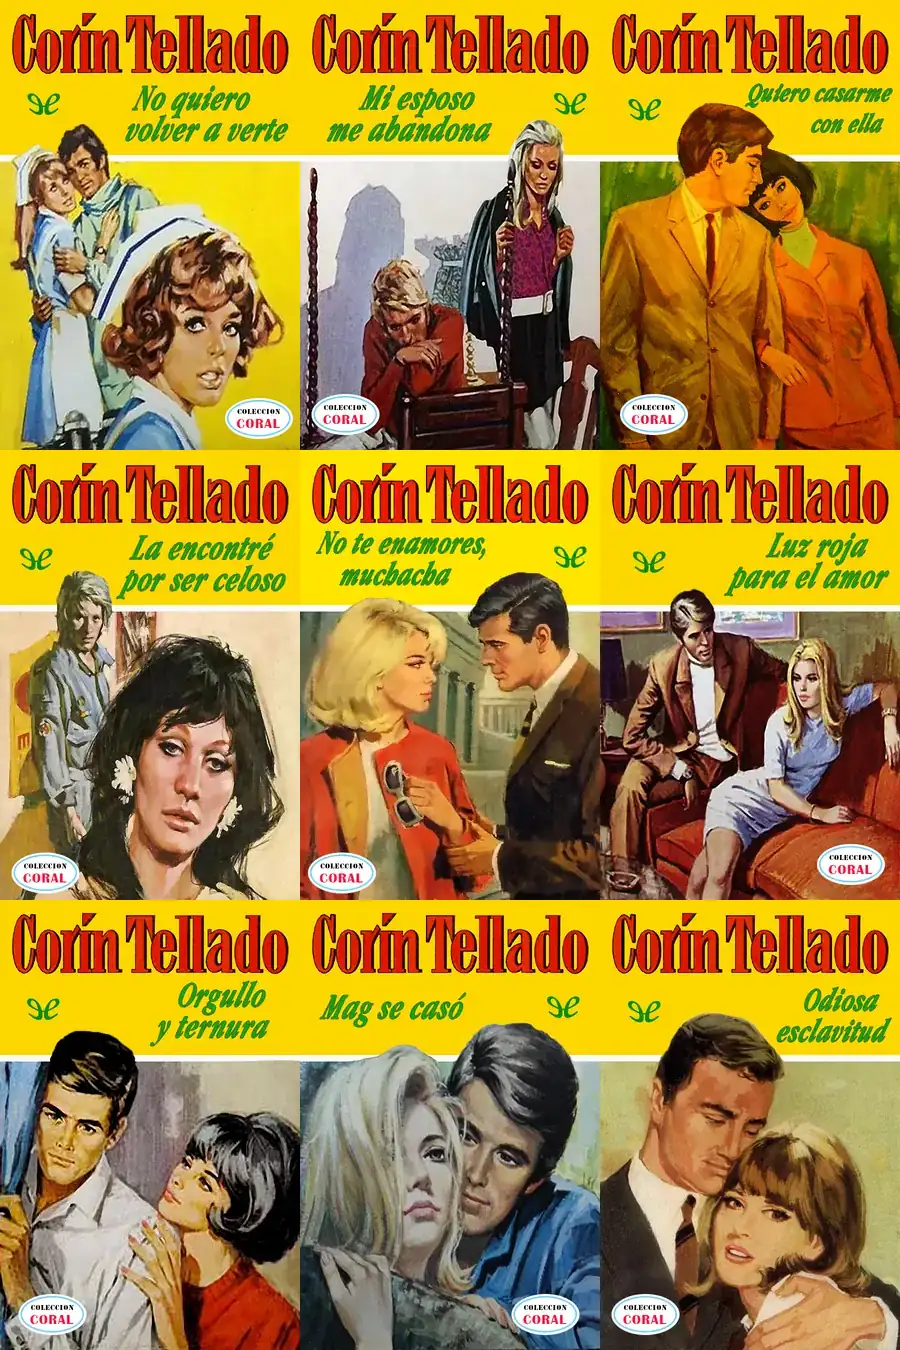 Corín Tellado
No quiero
volver a verte
COLECCION
CORAL
Corín Tellado
Mi esposo
me abandona
COLECCION
CORAL
Corín Tellado
Quiero casarme
con ella
COLECCION
CORAL
Corín Tellado
La encontré
por ser celoso
COLECCION
CORAL
Corín Tellado
No te enamores,
muchacha
COLECCION
CORAL
Corín Tellado
Luz roja
para el amor
COLECCION
CORAL
Corín Tellado
Orgullo
y ternura
COLECCION
CORAL
Corín Tellado
Mag se casó
COLECCION
CORAL
Corín Tellado
Odiosa
esclavitud
COLECCION
CORAL